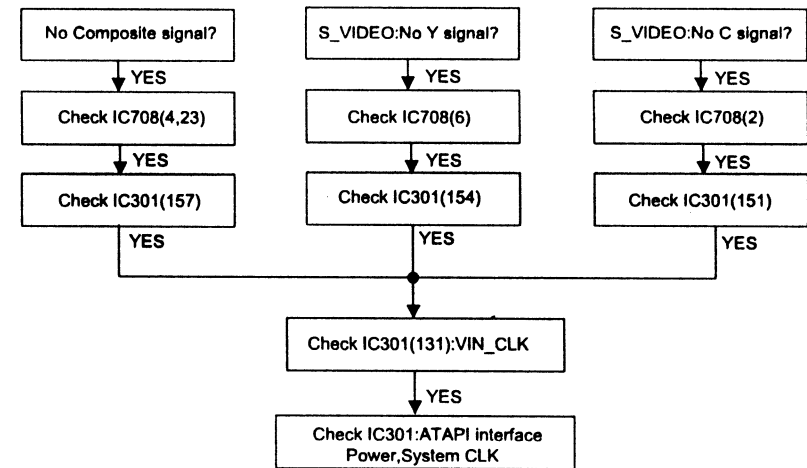 No Composite signal?
YES
Check IC708(4,23)
YES
Check IC301(157)
YES
S_VIDEO:No Y signal?
YES
Check IC708(6)
YES
Check IC301(154)
YES
S_VIDEO:No C signal?
YES
Check IC708(2)
YES
Check IC301(151)
YES
Check IC301(131):VIN_CLK
YES
Check IC301:ATAPI interface
Power,System CLK